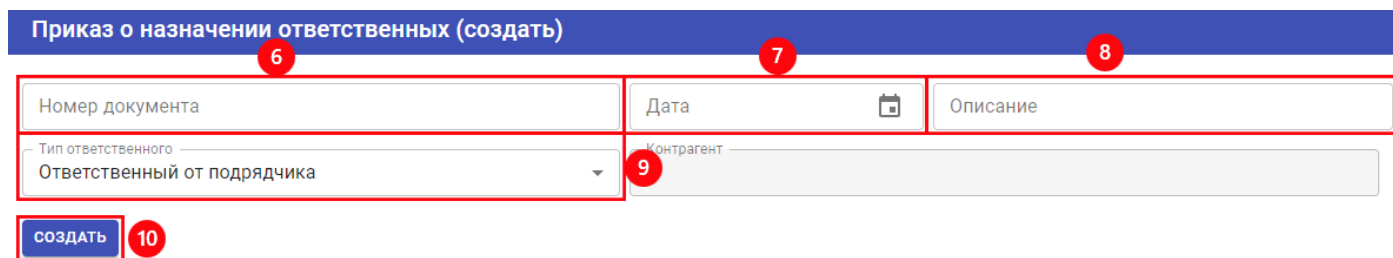 Приказ о назначении ответственных (создать)
6
7
8
Номер документа
Дата
Описание
Тип ответственного
Ответственный от подрядчика
9
Контрагент
СОЗДАТЬ
10